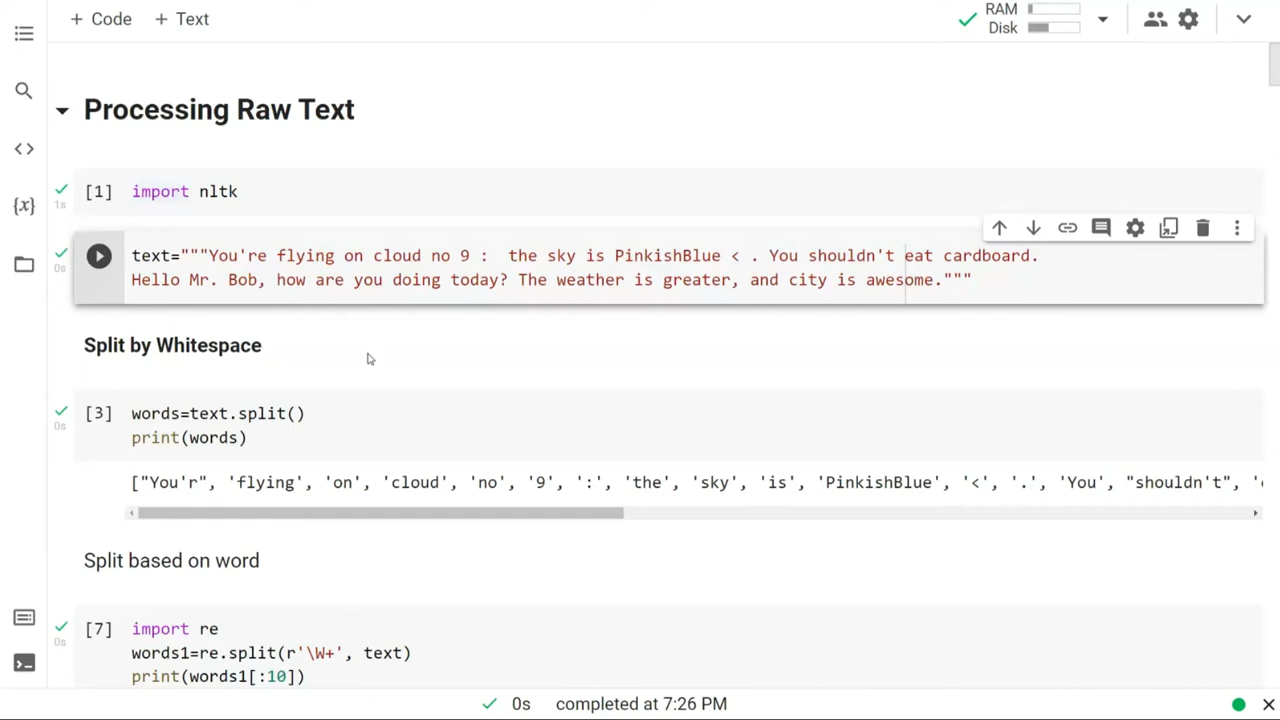 + Code + Text
RAM
Disk
Processing Raw Text
[1] import nltk
1s
text="""You're flying on cloud no 9 :  the sky is PinkishBlue < . You shouldn't eat cardboard.
0s
Hello Mr. Bob, how are you doing today? The weather is greater, and city is awesome."""
Split by Whitespace
[3] words=text.split()
0s
print(words)
["You'r", 'flying', 'on', 'cloud', 'no', '9', ':', 'the', 'sky', 'is', 'PinkishBlue', '<', '.', 'You', "shouldn't", '
Split based on word
[7] import re
0s
words1=re.split(r'\W+', text)
print(words1[:10])
0s completed at 7:26 PM